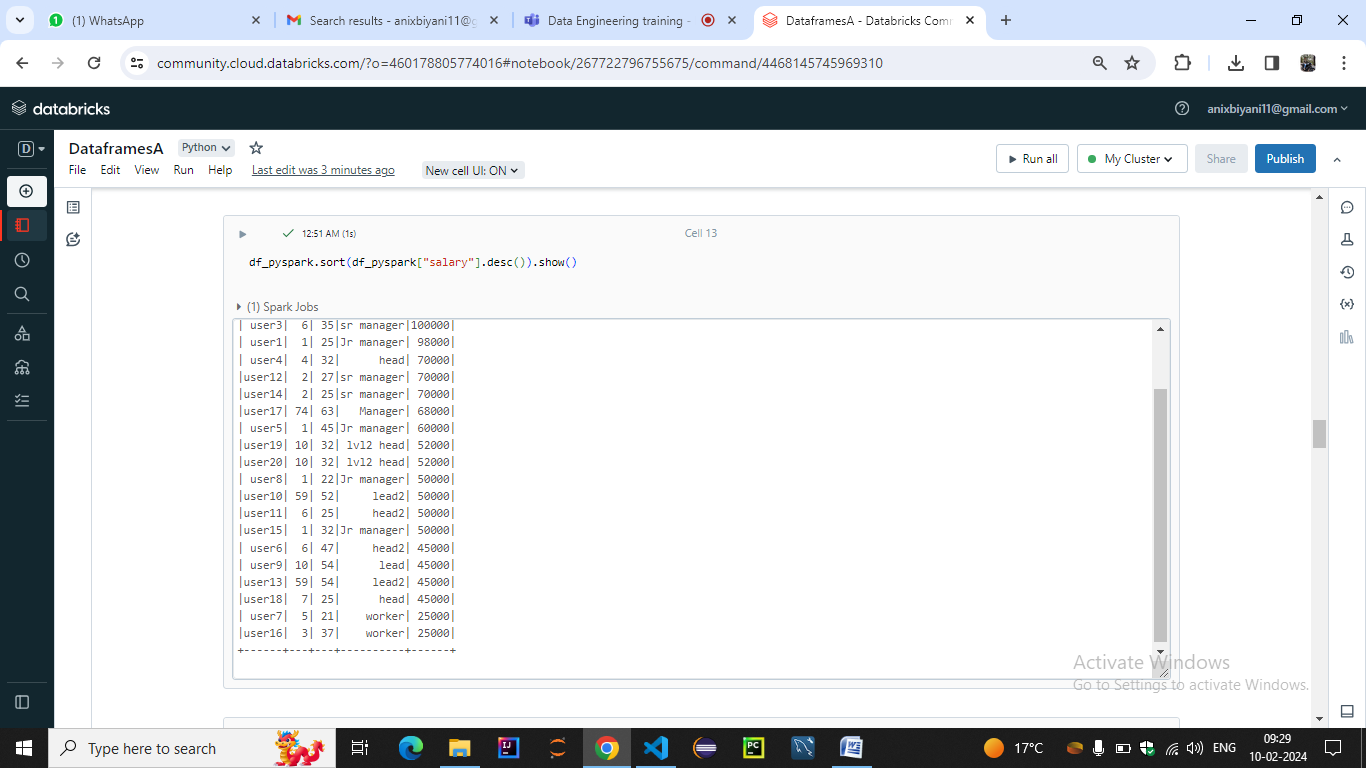 (1) WhatsApp
Search results - anixbiyani11@g
Data Engineering training -
DataframesA - Databricks Com
community.cloud.databricks.com/?o=460178805774016#notebook/267722796755675/command/4468145745969310
databricks
anixbiyani11@gmail.com
D
DataframesA
Python
File Edit View Run Help Last edit was 3 minutes ago New cell UI: ON
Run all
My Cluster
Share
Publish
12:51 AM (1s)
Cell 13
df_pyspark.sort(df_pyspark["salary"].desc()).show()
(1) Spark Jobs
| user3|  6| 35|sr manager|100000|
| user1|  1| 25|Jr manager| 98000|
| user4|  4| 32|      head| 70000|
|user12|  2| 27|sr manager| 70000|
|user14|  2| 25|sr manager| 70000|
|user17| 74| 63|   Manager| 68000|
| user5|  1| 45|Jr manager| 60000|
|user19| 10| 32| lvl2 head| 52000|
|user20| 10| 32| lvl2 head| 52000|
| user8|  1| 22|Jr manager| 50000|
|user10| 59| 52|     lead2| 50000|
|user11|  6| 25|     head2| 50000|
|user15|  1| 32|Jr manager| 50000|
| user6|  6| 47|     head2| 45000|
| user9| 10| 54|      lead| 45000|
|user13| 59| 54|     lead2| 45000|
|user18|  7| 25|      head| 45000|
| user7|  5| 21|    worker| 25000|
|user16|  3| 37|    worker| 25000|
+------+---+---+----------+------+
Activate Windows
Go to Settings to activate Windows.
Type here to search
17°C
ENG
09:29
10-02-2024